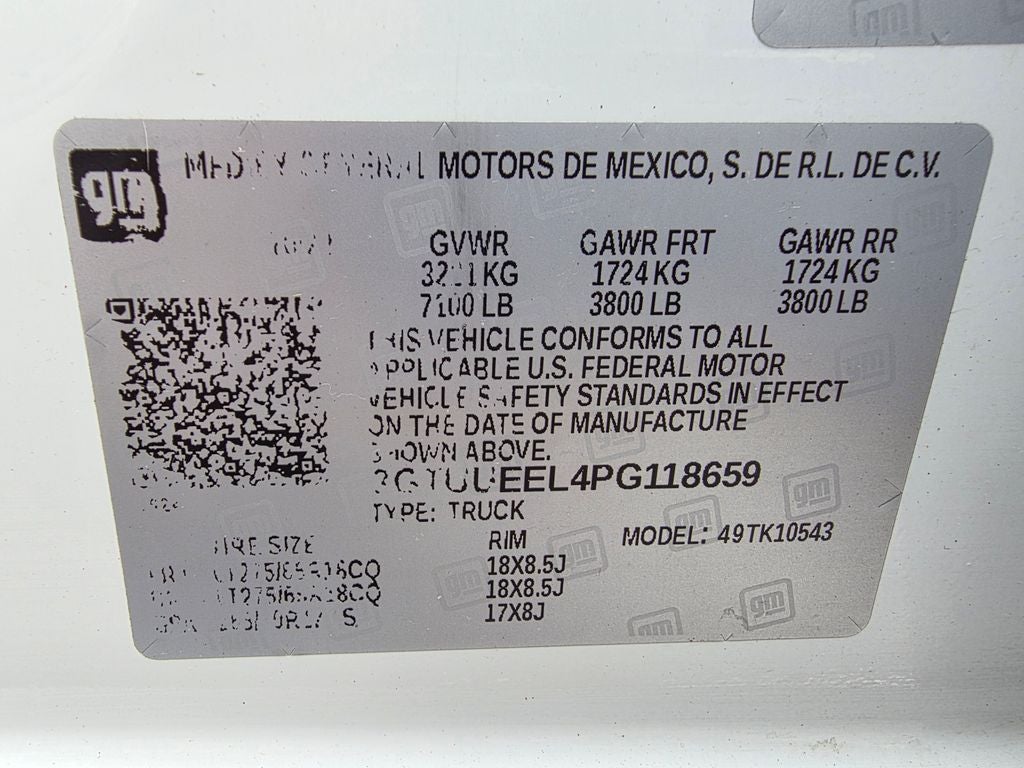 gm
MOTORS DE MEXICO, S. DE R.L. DE C.V.
GVWR GAWR FRT GAWR RR
KG 1724 KG 1724 KG
7100 LB 3800 LB 3800 LB
THIS VEHICLE CONFORMS TO ALL
APPLICABLE U.S. FEDERAL MOTOR
VEHICLE SAFETY STANDARDS IN EFFECT
ON THE DATE OF MANUFACTURE
SHOWN ABOVE.
TYPE: TRUCK
TIRE SIZE RIM MODEL: 49TK10543
18X8.5J
18X8.5J
17X8J